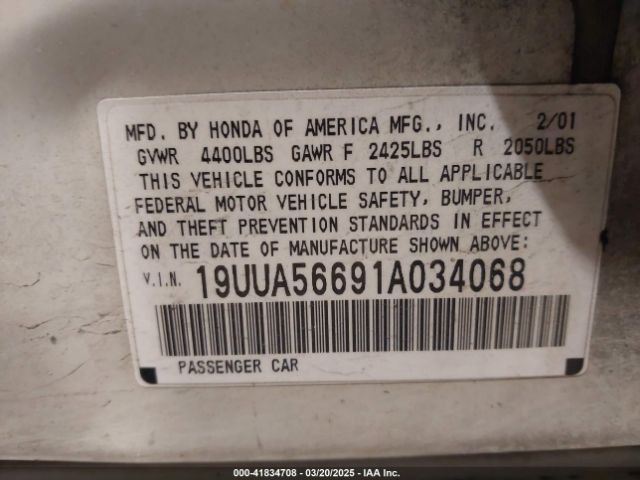 MFD. BY HONDA OF AMERICA MFG., INC. 2/01
GVWR 4400LBS GAWR F 2425LBS R 2050LBS
THIS VEHICLE CONFORMS TO ALL APPLICABLE
FEDERAL MOTOR VEHICLE SAFETY, BUMPER,
AND THEFT PREVENTION STANDARDS IN EFFECT
ON THE DATE OF MANUFACTURE SHOWN ABOVE:
V.I.N. 19UUA56691A034068
PASSENGER CAR
000-41834708 — 03/20/2025 — IAA Inc.